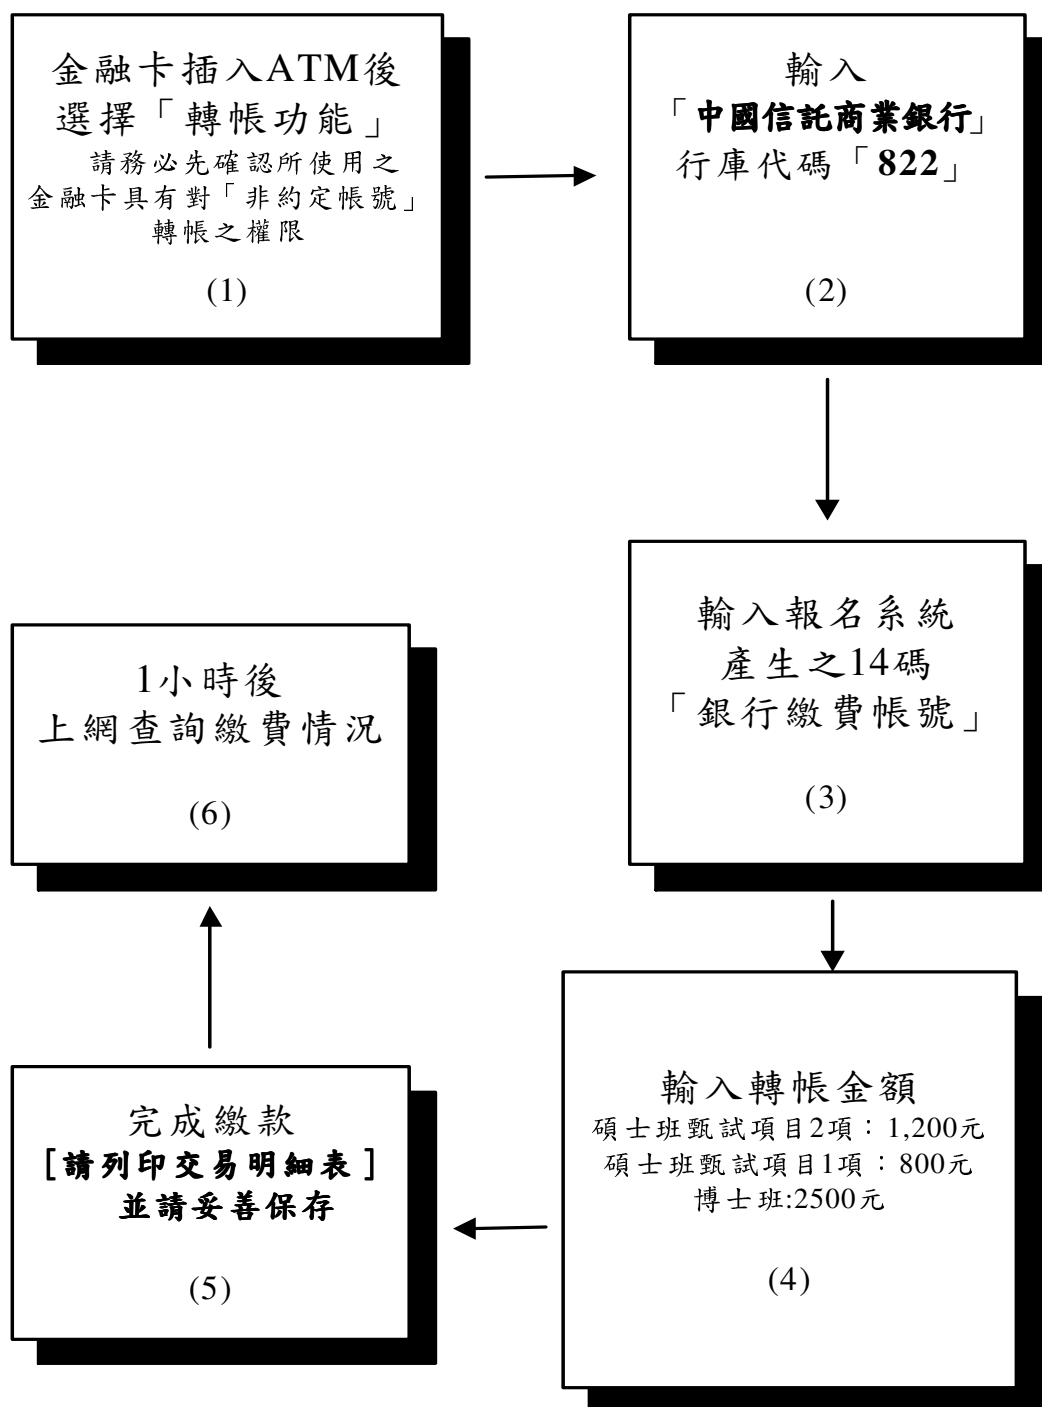 金融卡插入ATM後
選擇「轉帳功能」
請務必先確認所使用之
金融卡具有對「非約定帳號」
轉帳之權限
(1)
輸入
「中國信託商業銀行」
行庫代碼「822」
(2)
輸入報名系統
產生之14碼
「銀行繳費帳號」
(3)
輸入轉帳金額
碩士班甄試項目2項：1,200元
碩士班甄試項目1項：800元
博士班:2500元
(4)
完成繳款
[請列印交易明細表]
並請妥善保存
(5)
1小時後
上網查詢繳費情況
(6)